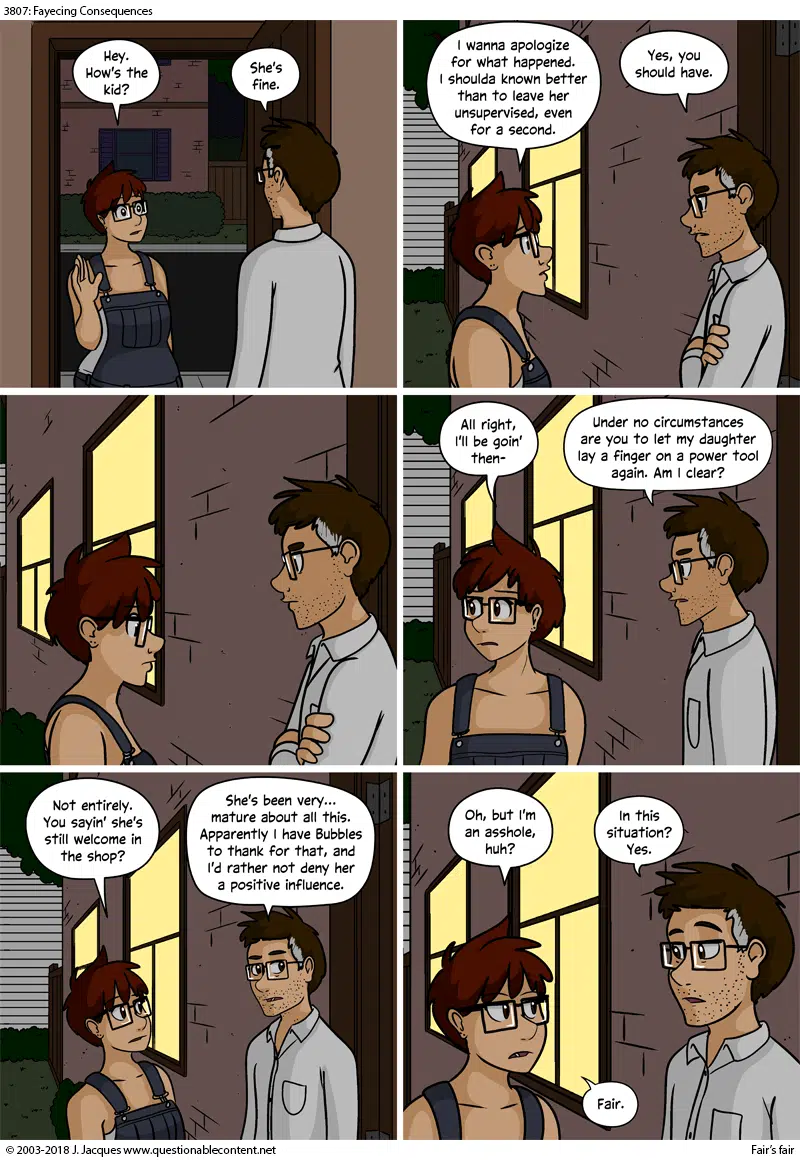 3807: Fayecing Consequences
Hey.
How's the
kid?
She's
fine.
I wanna apologize
for what happened.
I shoulda known better
than to leave her
unsupervised, even
for a second.
Yes, you
should have.
All right,
I'll be goin'
then-
Under no circumstances
are you to let my daughter
lay a finger on a power tool
again. Am I clear?
Not entirely.
You sayin' she's
still welcome in
the shop?
She's been very...
mature about all this.
Apparently I have Bubbles
to thank for that, and
I'd rather not deny her
a positive influence.
Oh, but I'm
an asshole,
huh?
In this
situation?
Yes.
Fair.
© 2003-2018 J. Jacques www.questionablecontent.net
Fair's fair